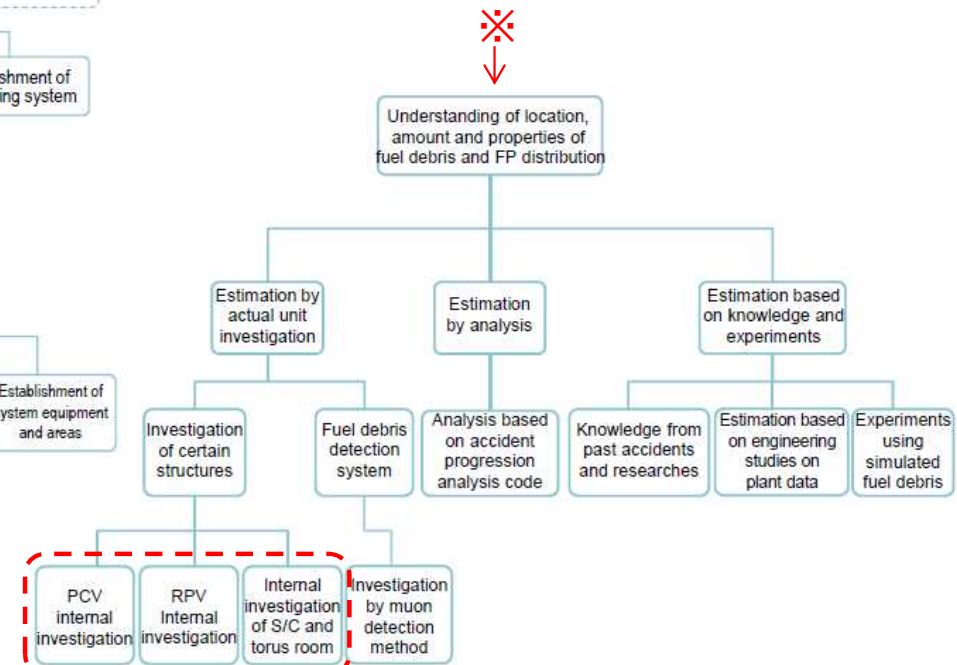 ※
shment of
ing system
Understanding of location,
amount and properties of
fuel debris and FP distribution
Estimation by
actual unit
investigation
Estimation
by analysis
Estimation based
on knowledge and
experiments
Establishment of
ystem equipment
and areas
Investigation
of certain
structures
Fuel debris
detection
system
Analysis based
on accident
progression
analysis code
Knowledge from
past accidents
and researches
Estimation based
on engineering
studies on
plant data
Experiments
using
simulated
fuel debris
PCV
internal
investigation
RPV
Internal
investigation
Internal
investigation
of S/C and
torus room
Investigation
by muon
detection
method